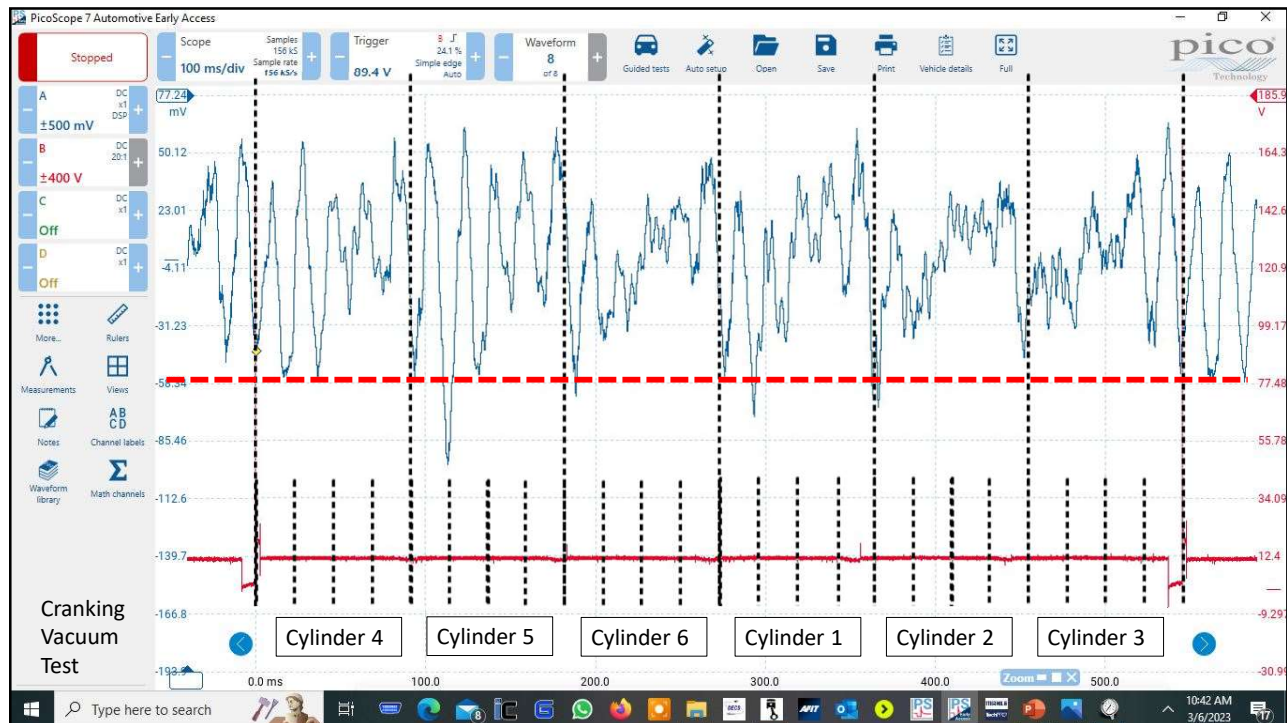 PicoScope 7 Automotive Early Access
Stopped
Scope
100 ms/div
Samples
156 kS
Sample rate
156 kS/s
Trigger
89.4 V
B
24.1 %
Simple edge
Auto
Waveform
8
of 8
Guided tests
Auto setup
Open
Save
Print
Vehicle details
Full
pico
Technology
A
DC
x1
DSP
±500 mV
B
DC
20:1
±400 V
C
DC
x1
Off
D
DC
x1
Off
More...
Rulers
Measurements
Views
Notes
Channel labels
Waveform library
Math channels
77.24
mV
50.12
23.01
-4.11
-31.23
-58.34
-85.46
-112.6
-139.7
-166.8
-193.9
185.9
V
164.3
142.6
120.9
99.17
77.48
55.79
34.09
12.4
-9.297
-30.99
Cranking
Vacuum
Test
Cylinder 4
Cylinder 5
Cylinder 6
Cylinder 1
Cylinder 2
Cylinder 3
0.0 ms
100.0
200.0
300.0
400.0
500.0
Zoom
Type here to search
10:42 AM
3/6/2023